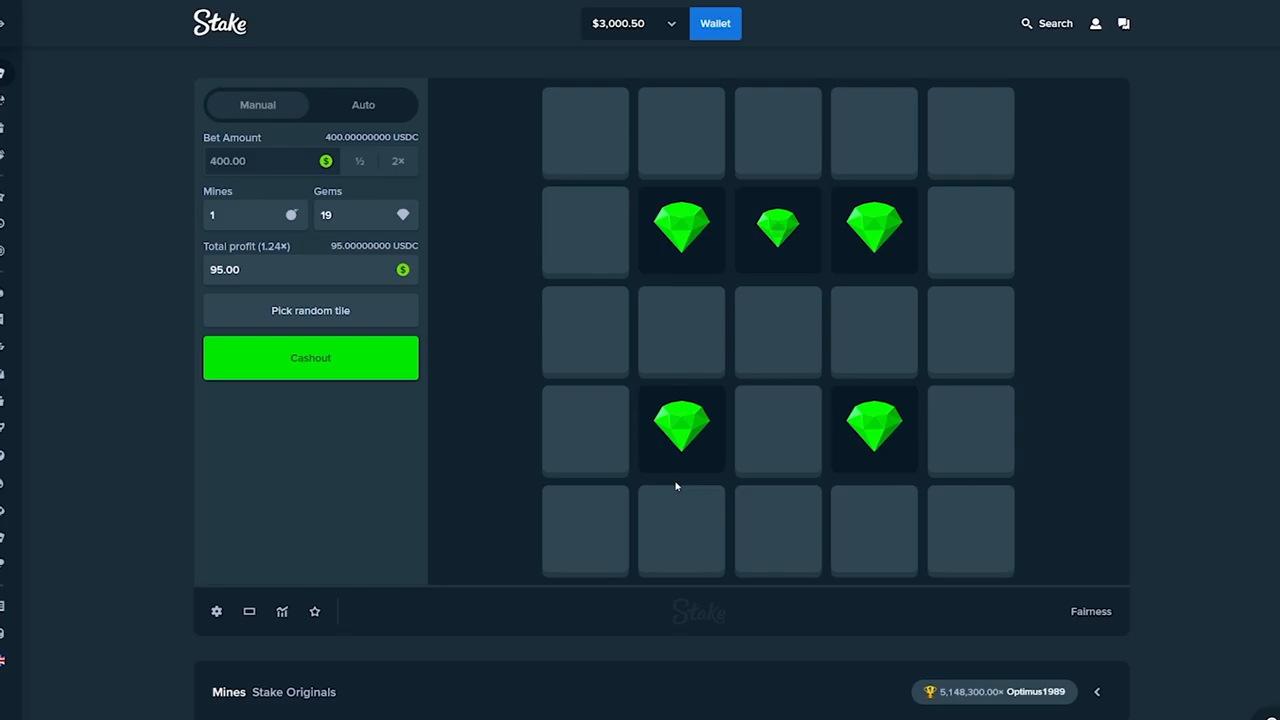 Stake
$3,000.50
Wallet
Search
Manual
Auto
Bet Amount
400.00000000 USDC
400.00
$
½
2×
Mines
Gems
1
19
Total profit (1.24×)
95.00000000 USDC
95.00
$
Pick random tile
Cashout
Stake
Fairness
Mines
Stake Originals
5,148,300.00× Optimus1989